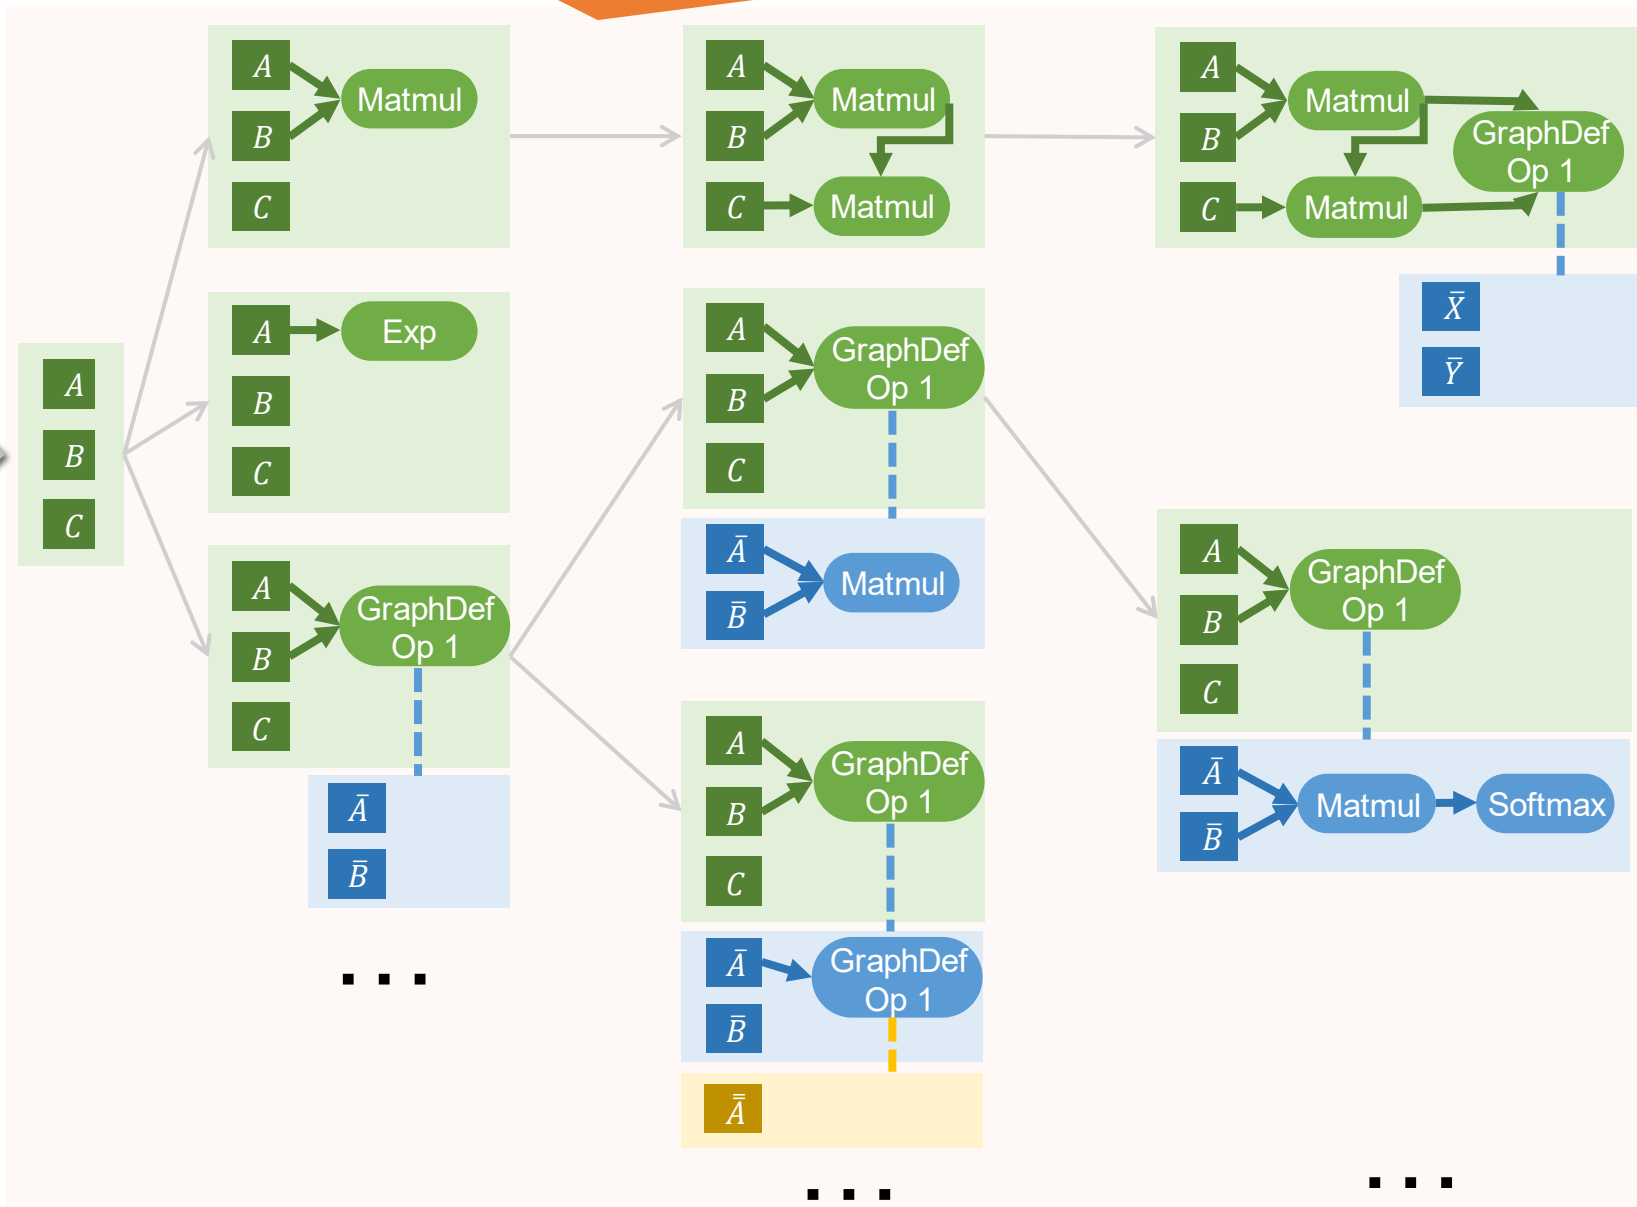 A
B
C
A
Matmul
B
C
A
Exp
B
C
A
GraphDef
Op 1
B
C
A̅
B̅
. . .
A
Matmul
B
C
Matmul
A
GraphDef
Op 1
B
C
A̅
Matmul
B̅
A
GraphDef
Op 1
B
C
A̅
GraphDef
Op 1
B̅
A̿
. . .
A
Matmul
GraphDef
Op 1
B
C
Matmul
X̅
Y̅
A
GraphDef
Op 1
B
C
A̅
Matmul
Softmax
B̅
. . .